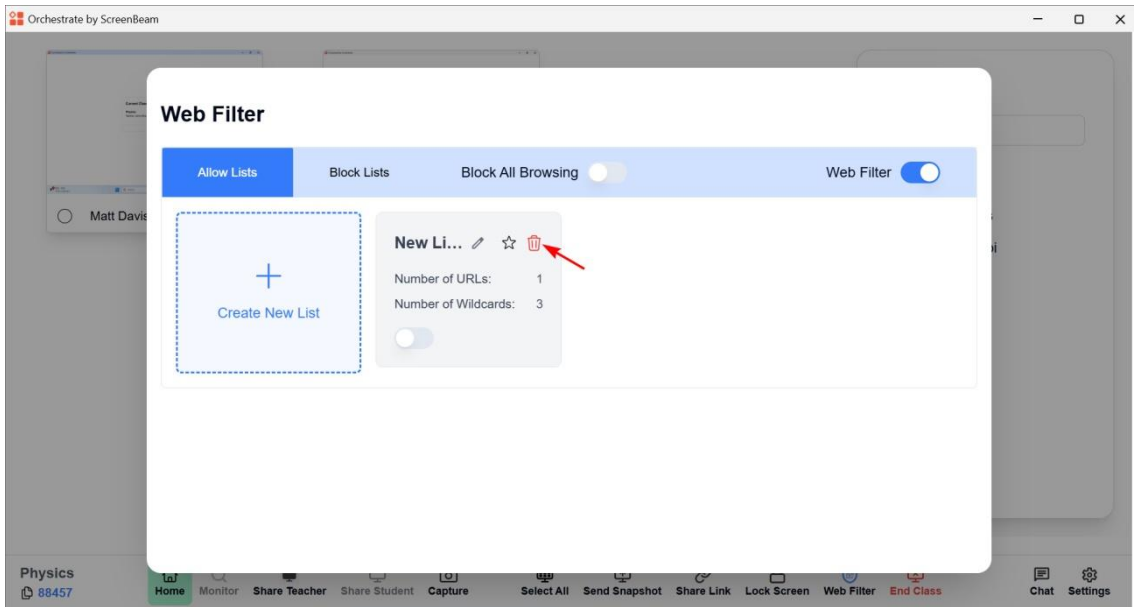 Orchestrate by ScreenBeam
Web Filter
Allow Lists Block Lists Block All Browsing Web Filter
New Li...
Number of URLs: 1
Number of Wildcards: 3
Create New List
Matt Davis
Physics
88457
Home Monitor Share Teacher Share Student Capture Select All Send Snapshot Share Link Lock Screen Web Filter End Class Chat Settings